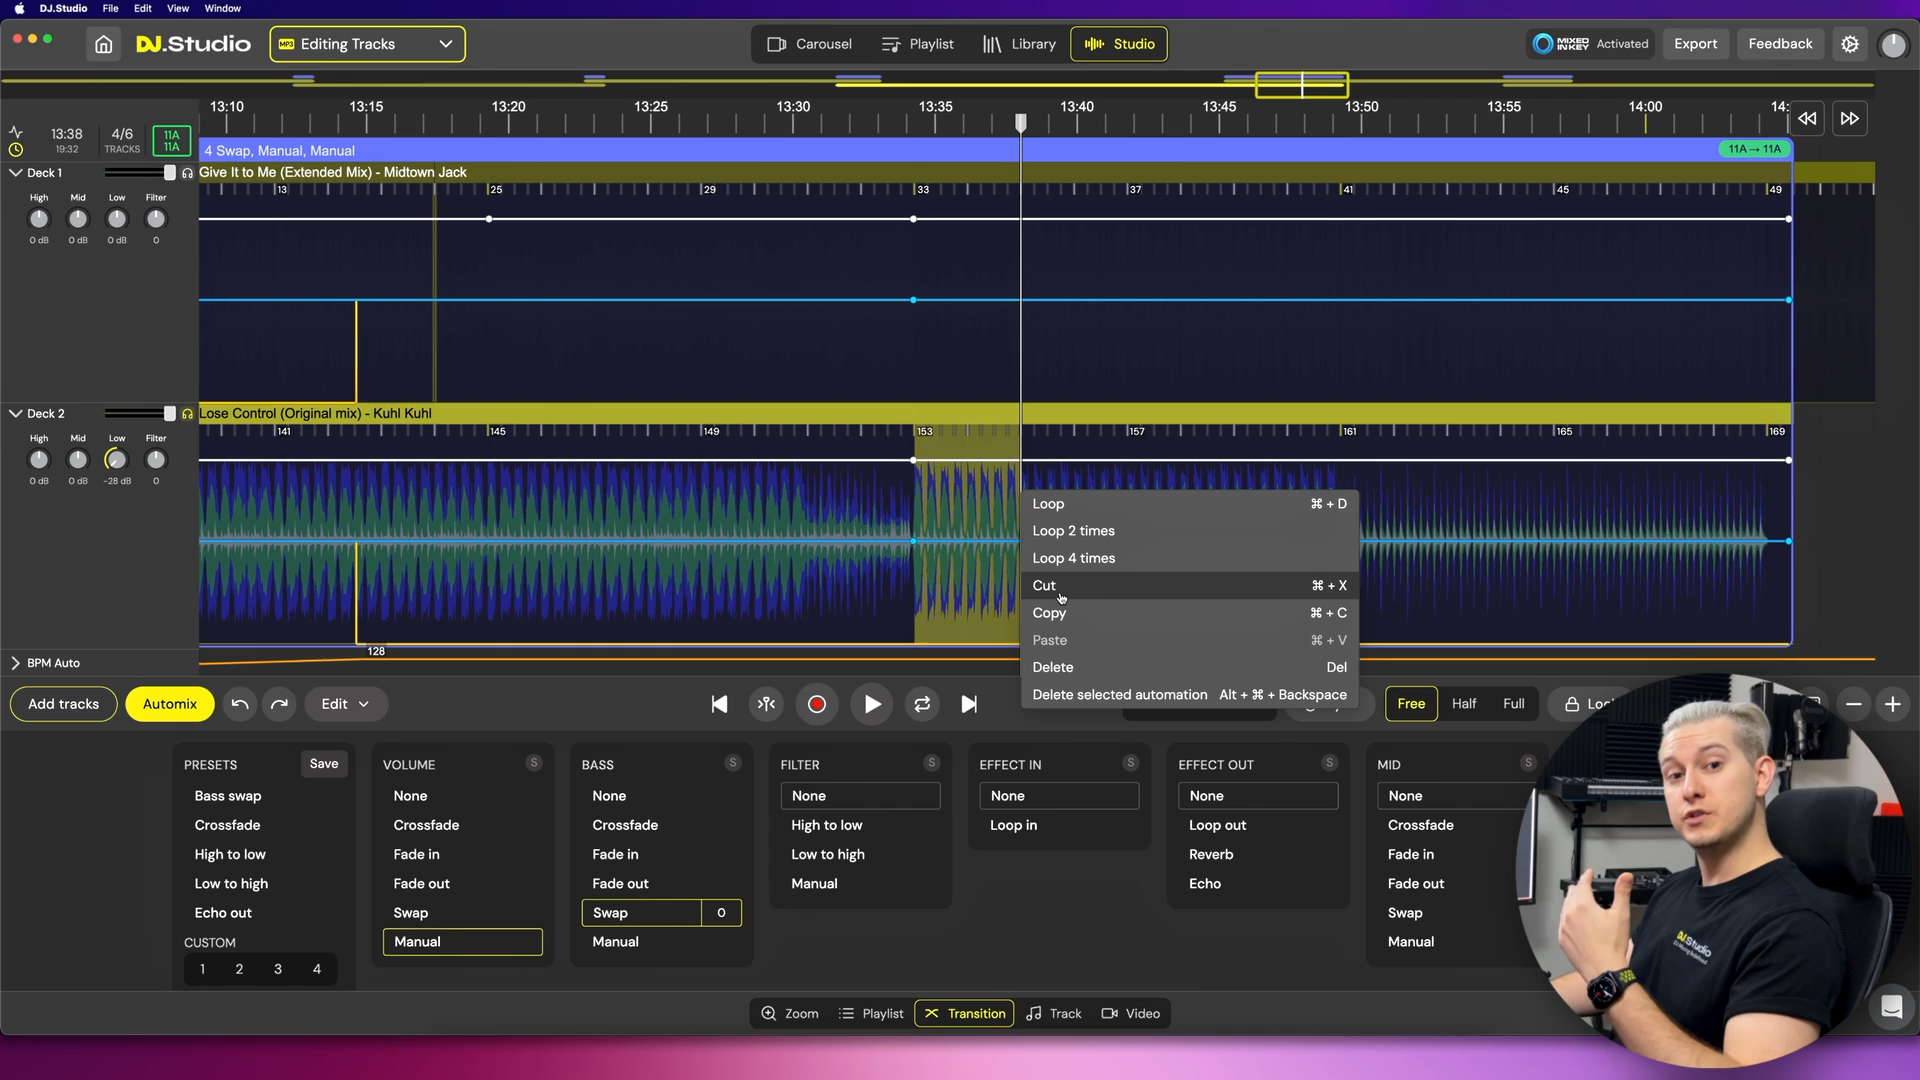 DJ.Studio File Edit View Window
DJ.Studio MP3 Editing Tracks Carousel Playlist Library Studio MIXED IN KEY Activated Export Feedback
13:10 13:15 13:20 13:25 13:30 13:35 13:40 13:45 13:50 13:55 14:00 14:
13:38 4/6 11A
19:32 TRACKS 11A
4 Swap, Manual, Manual 11A → 11A
Deck 1 Give It to Me (Extended Mix) - Midtown Jack
13 25 29 33 37 41 45 49
High Mid Low Filter
0 dB 0 dB 0 dB 0
Deck 2 Lose Control (Original mix) - Kuhl Kuhl
141 145 149 153 157 161 165 169
High Mid Low Filter
0 dB 0 dB -28 dB 0
Loop ⌘ + D
Loop 2 times
Loop 4 times
Cut ⌘ + X
Copy ⌘ + C
Paste ⌘ + V
Delete Del
Delete selected automation Alt + ⌘ + Backspace
128
BPM Auto
Add tracks Automix Edit Free Half Full
PRESETS Save
Bass swap
Crossfade
High to low
Low to high
Echo out
CUSTOM
1 2 3 4
VOLUME S
None
Crossfade
Fade in
Fade out
Swap
Manual
BASS S
None
Crossfade
Fade in
Fade out
Swap 0
Manual
FILTER S
None
High to low
Low to high
Manual
EFFECT IN S
None
Loop in
EFFECT OUT S
None
Loop out
Reverb
Echo
MID S
None
Crossfade
Fade in
Fade out
Swap
Manual
DJ.Studio
Zoom Playlist Transition Track Video